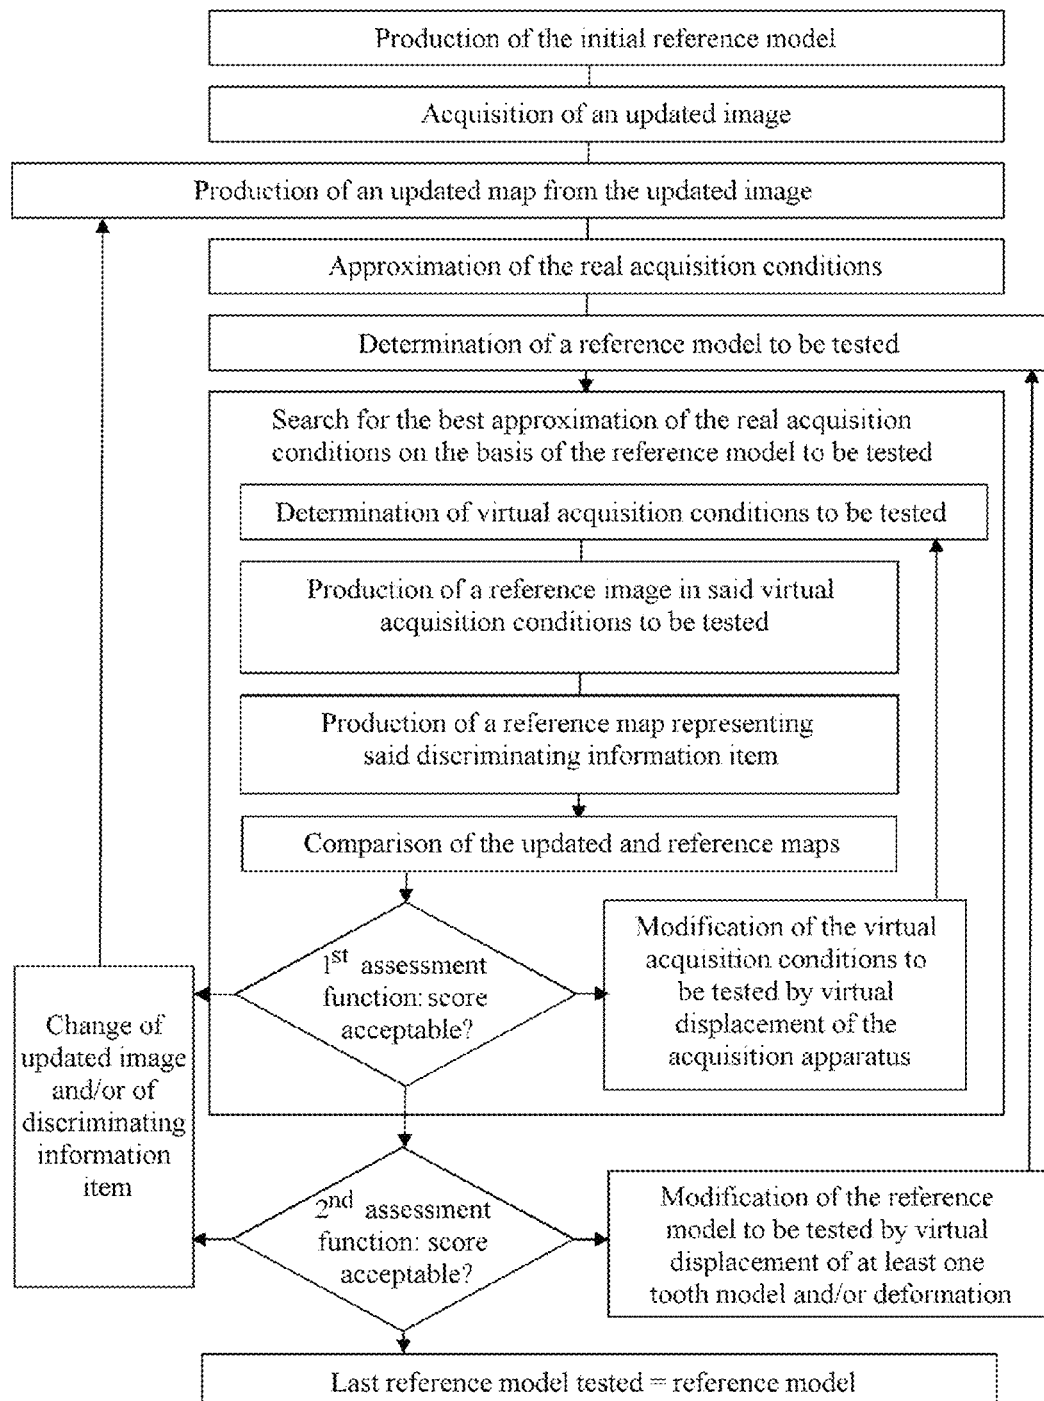 Production of the initial reference model
Acquisition of an updated image
Production of an updated map from the updated image
Approximation of the real acquisition conditions
Determination of a reference model to be tested
Search for the best approximation of the real acquisition
conditions on the basis of the reference model to be tested
Determination of virtual acquisition conditions to be tested
Production of a reference image in said virtual
acquisition conditions to be tested
Production of a reference map representing
said discriminating information item
Comparison of the updated and reference maps
1st assessment
function: score
acceptable?
Modification of the virtual
acquisition conditions to
be tested by virtual
displacement of the
acquisition apparatus
Change of
updated image
and/or of
discriminating
information
item
2nd assessment
function: score
acceptable?
Modification of the reference
model to be tested by virtual
displacement of at least one
tooth model and/or deformation
Last reference model tested = reference model